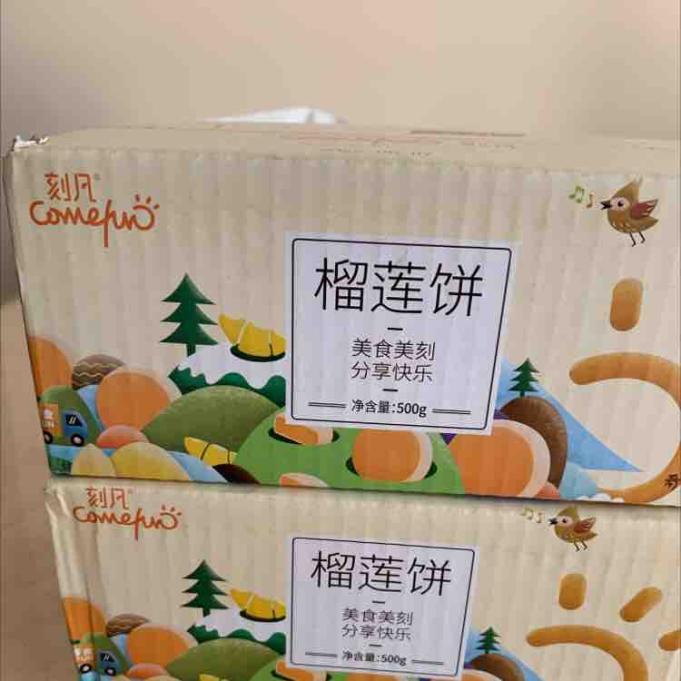 刻凡®
Comefun
榴莲饼
美食美刻
分享快乐
净含量:500g
刻凡®
Comefun
榴莲饼
美食美刻
分享快乐
净含量:500g